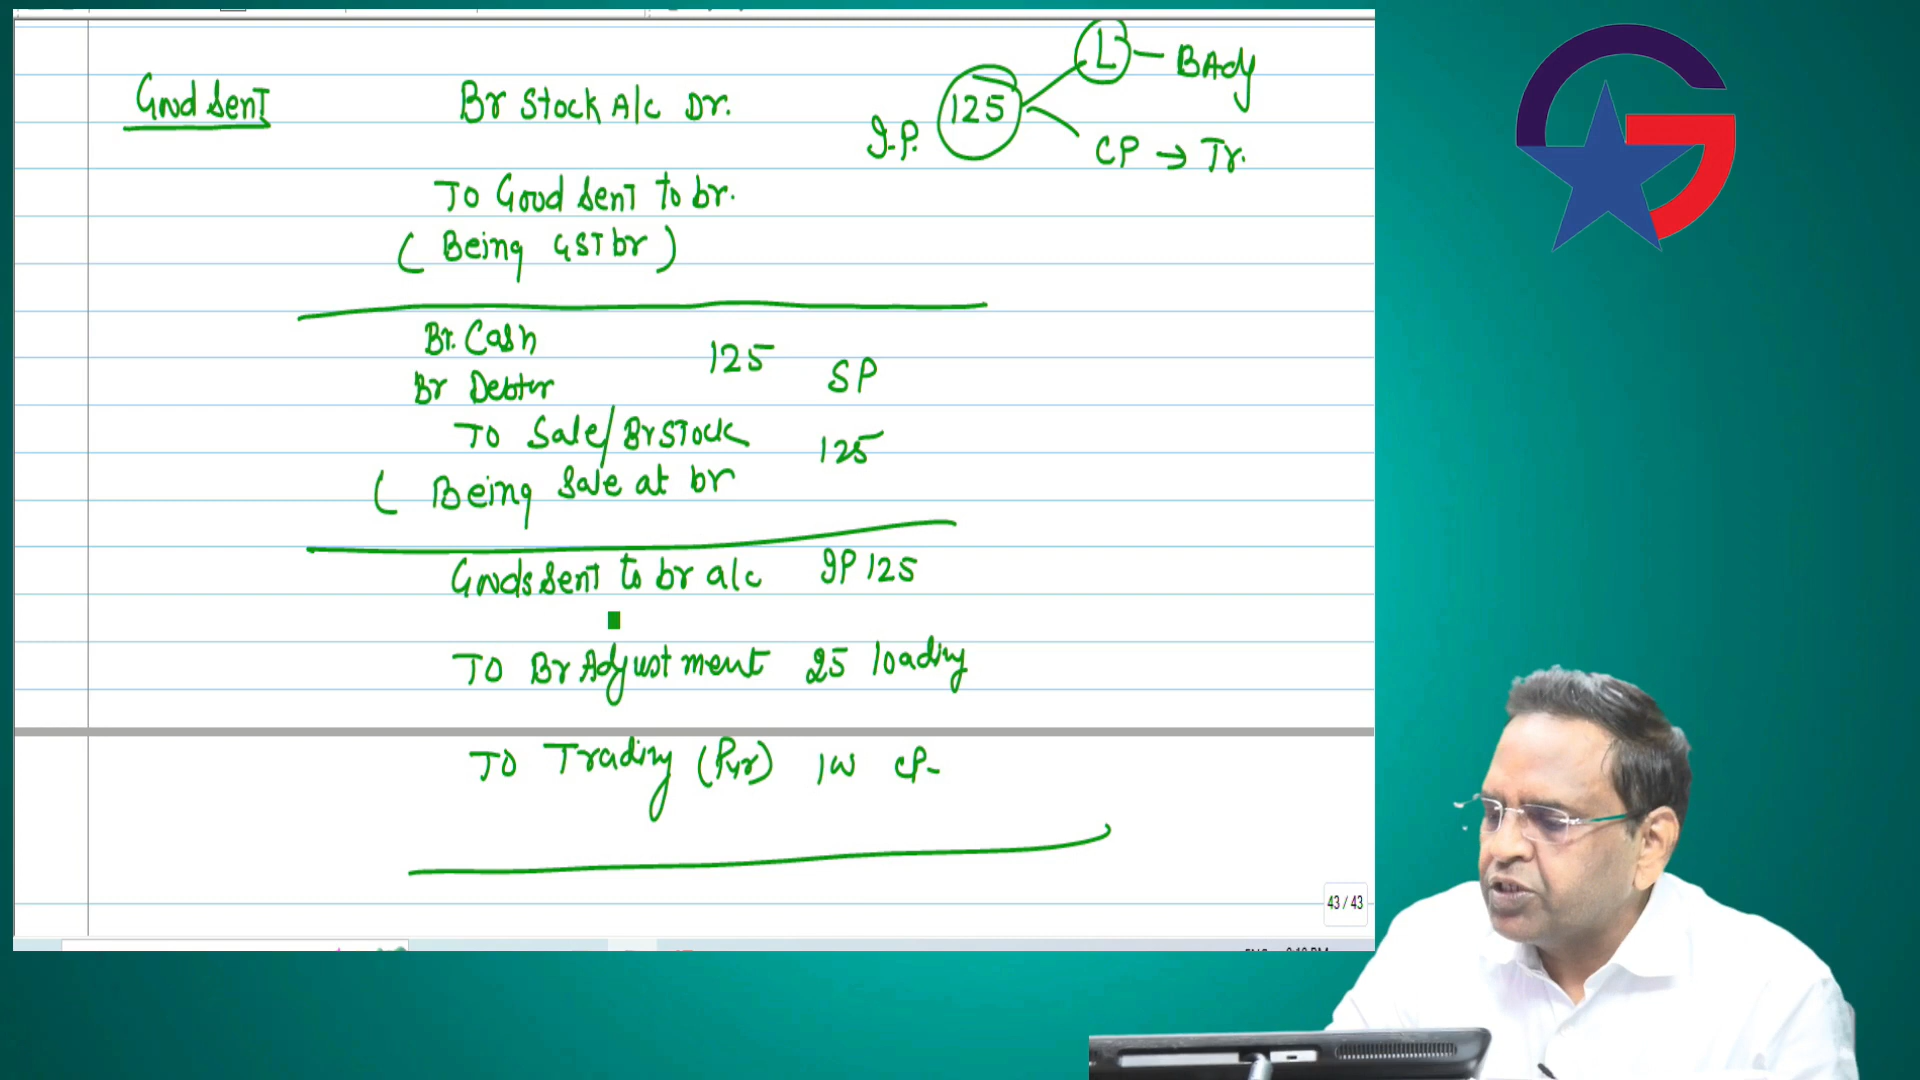 Good Sent
Br Stock A/c Dr.
I.P. 125
L - BAdj
CP → Tr.
To Good Sent to br.
( Being GST br )
Br. Cash 125
Br Debtor SP
To Sale/Br Stock 125
( Being Sale at br
Goods Sent to br a/c IP 125
To Br Adjustment 25 loading
To Trading (Pur) 100 CP-
43 / 43